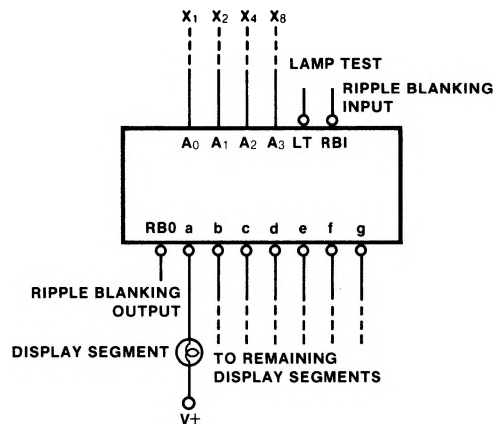 X1 X2 X4 X8
LAMP TEST
RIPPLE BLANKING
INPUT
A0 A1 A2 A3 LT RBI
RBO a b c d e f g
RIPPLE BLANKING
OUTPUT
DISPLAY SEGMENT
TO REMAINING
DISPLAY SEGMENTS
V+